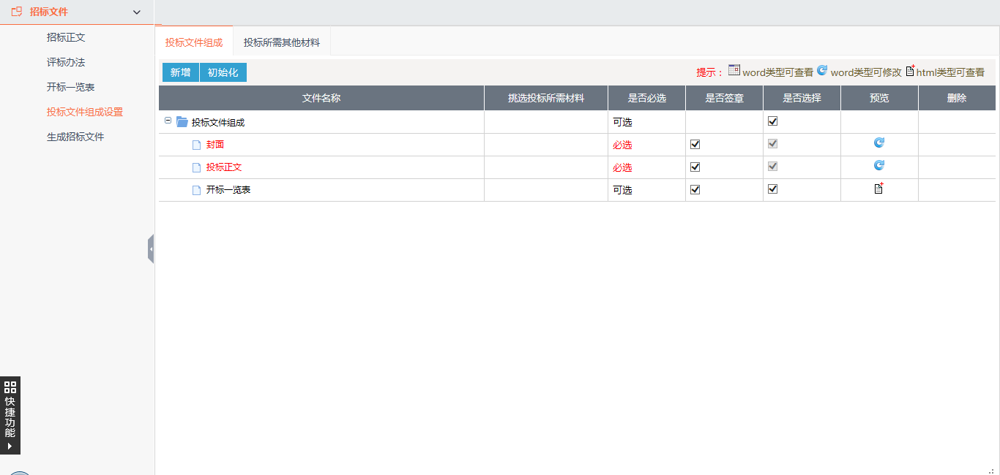 招标文件
招标正文
评标办法
开标一览表
投标文件组成设置
生成招标文件
快捷功能
投标文件组成 投标所需其他材料
新增 初始化 提示： word类型可查看 word类型可修改 html类型可查看
文件名称 挑选投标所需材料 是否必选 是否签章 是否选择 预览 删除
投标文件组成 可选
封面 必选
投标正文 必选
开标一览表 可选